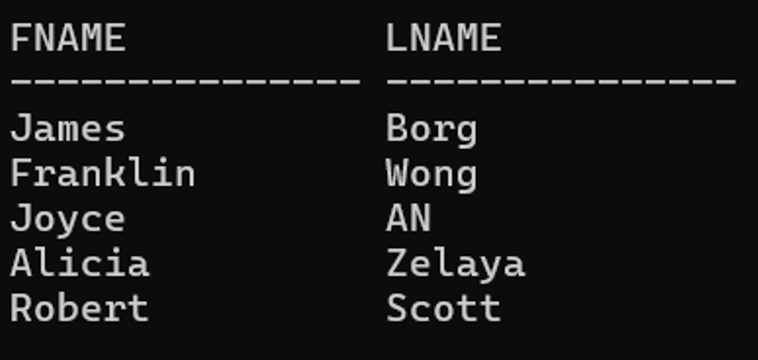 FNAME           LNAME
--------------- ---------------
James           Borg
Franklin        Wong
Joyce           AN
Alicia          Zelaya
Robert          Scott